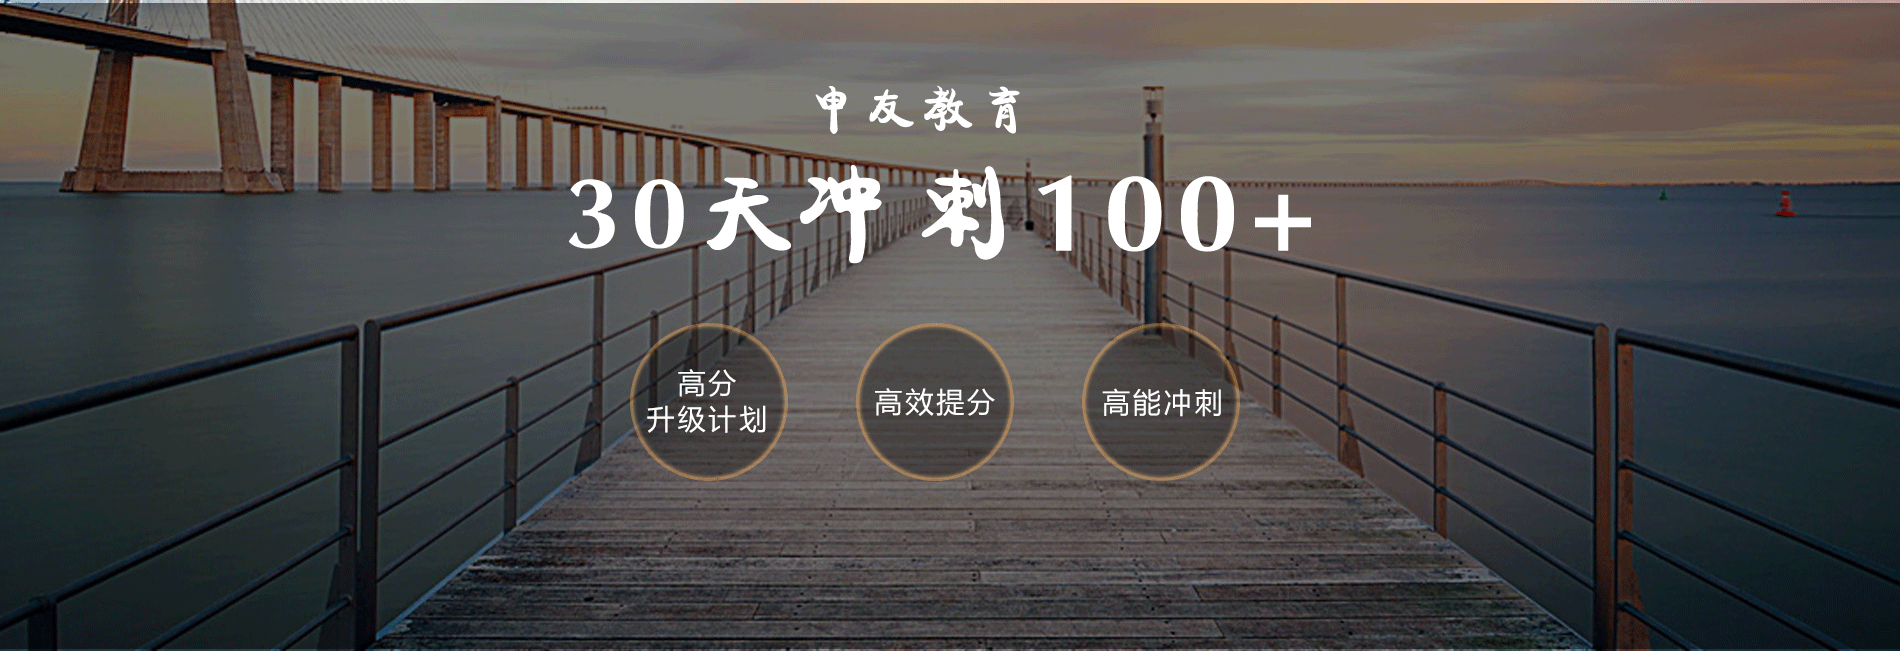 申友教育
30天冲刺100+
高分
升级计划
高效提分
高能冲刺